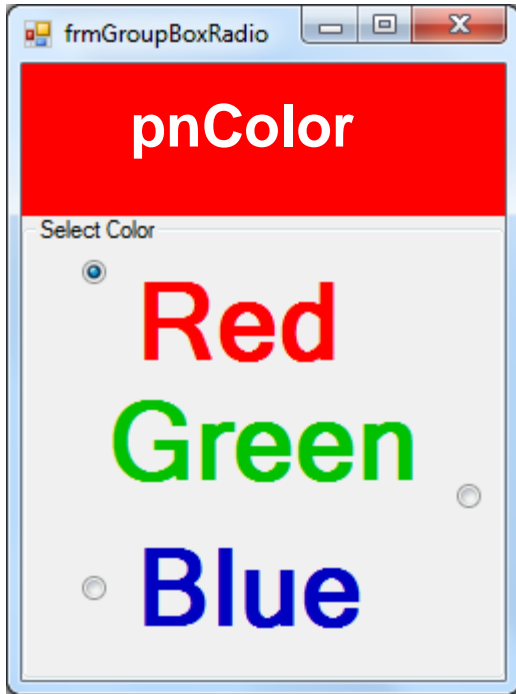 frmGroupBoxRadio
pnColor
Select Color
Red
Green
Blue